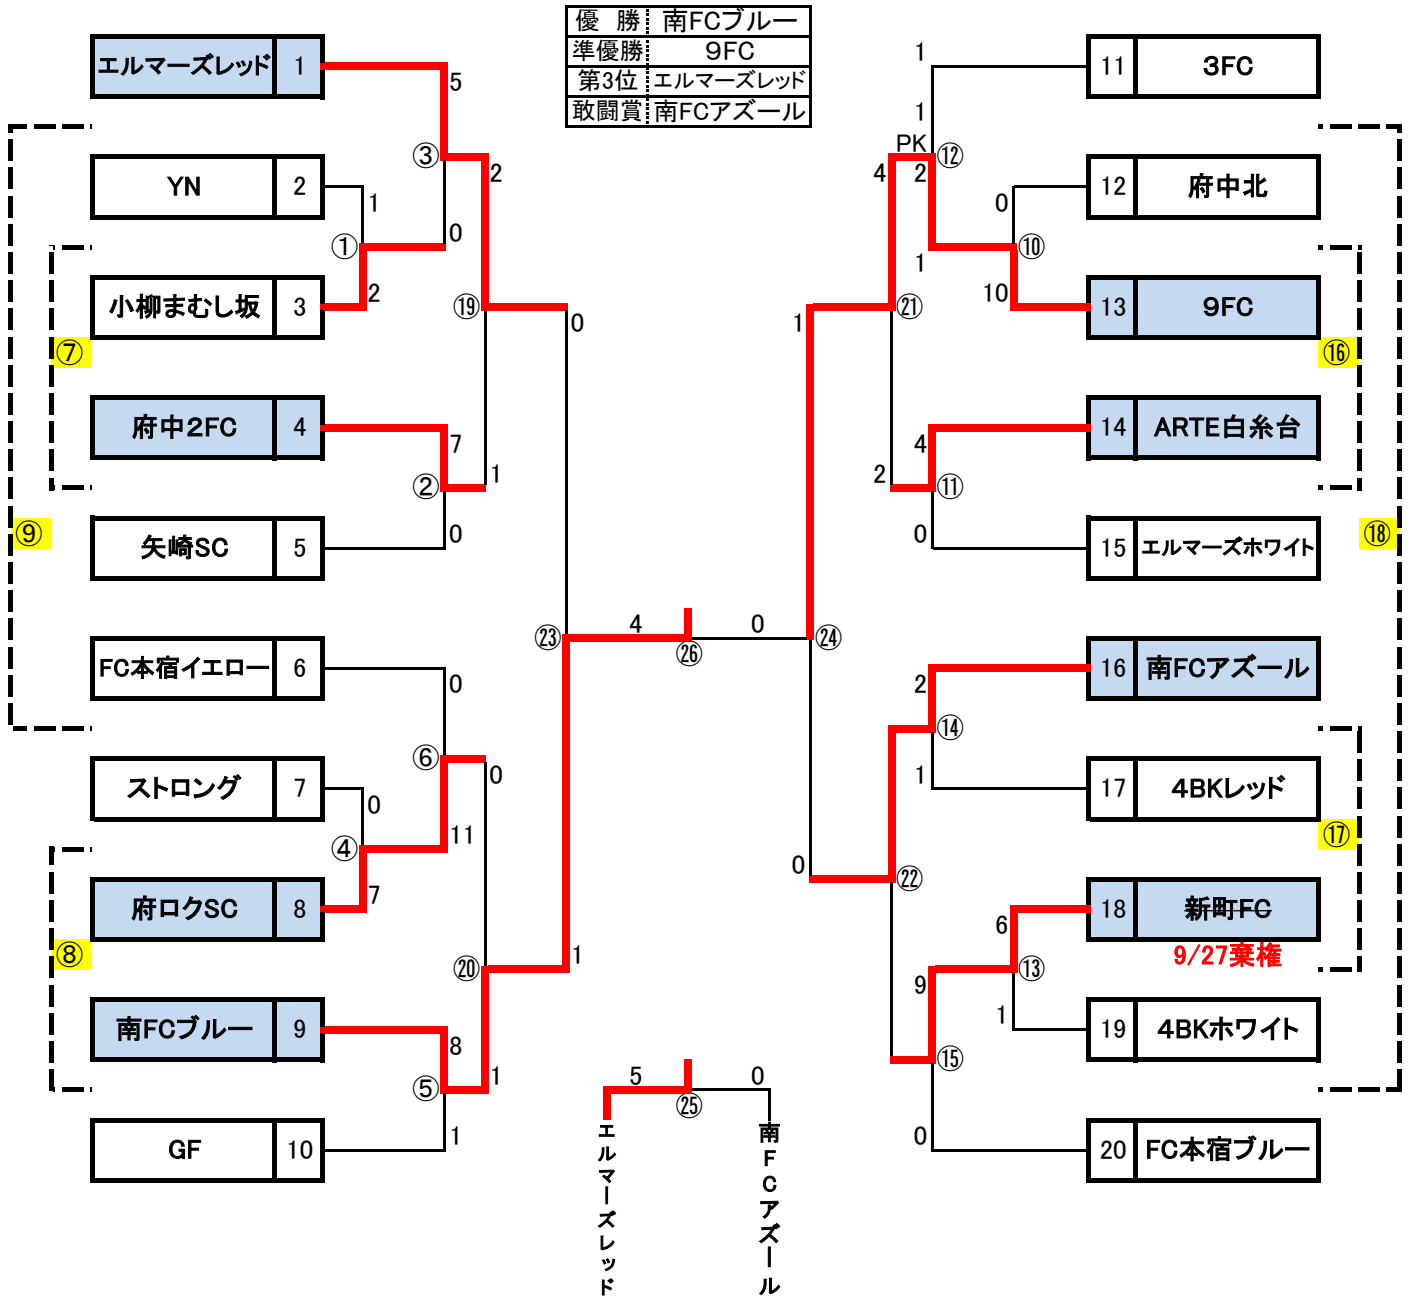 優 勝 南FCブルー
準優勝 9FC
第3位 エルマーズレッド
敢闘賞 南FCアズール
エルマーズレッド 1
YN 2
小柳まむし坂 3
府中2FC 4
矢崎SC 5
FC本宿イエロー 6
ストロング 7
府ロクSC 8
南FCブルー 9
GF 10
⑦
⑨
⑧
5
③
2
1
①
0
2
⑲
0
7
②
1
0
0
⑥
0
0
④
11
7
⑳
1
8
⑤
1
1
㉓
4
㉖
0
㉔
5
㉕
0
エルマーズレッド
南FCアズール
1
1
PK
⑫
4
2
0
⑩
1
10
1
㉑
4
2
⑪
0
2
⑭
1
0
㉒
6
⑬
9
1
⑮
0
11 3FC
12 府中北
13 9FC
14 ARTE白糸台
15 エルマーズホワイト
16 南FCアズール
17 4BKレッド
18 新町FC
9/27棄権
19 4BKホワイト
20 FC本宿ブルー
⑯
⑱
⑰